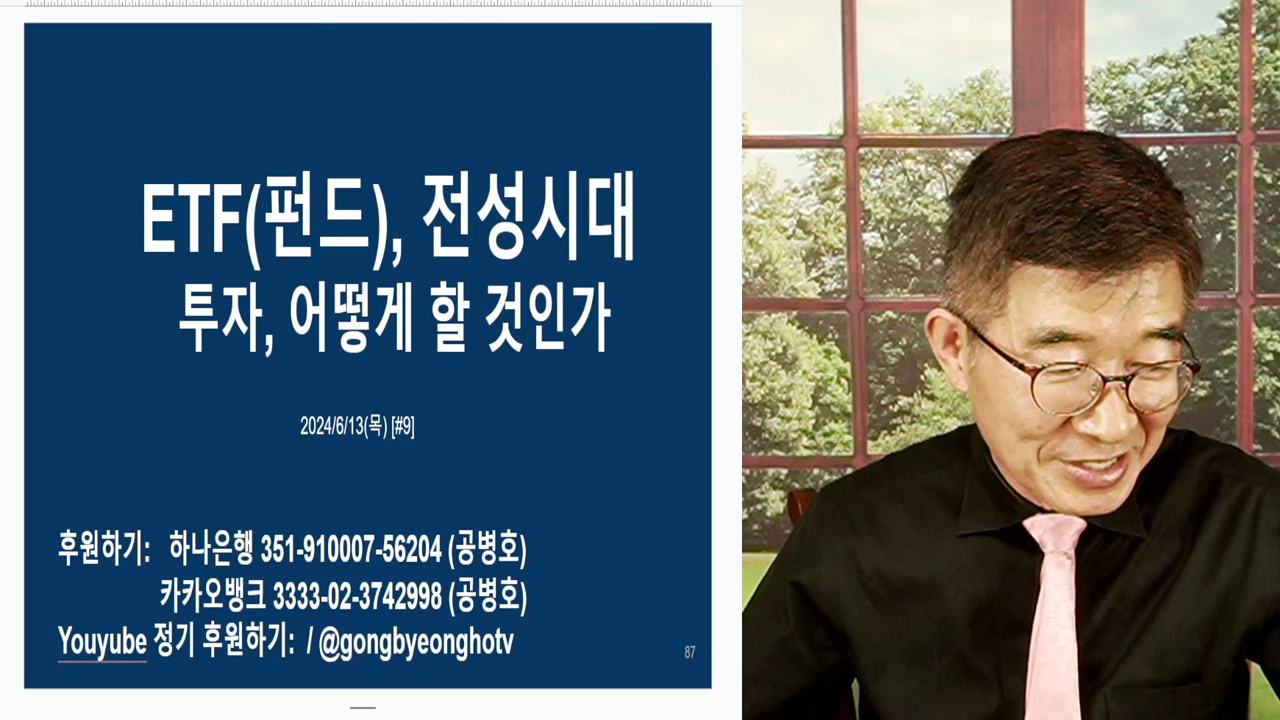 ETF(펀드), 전성시대
투자, 어떻게 할 것인가
2024/6/13(목) [#9]
후원하기: 하나은행 351-910007-56204 (공병호)
카카오뱅크 3333-02-3742998 (공병호)
Youyube 정기 후원하기: / @gongbyeonghotv
87